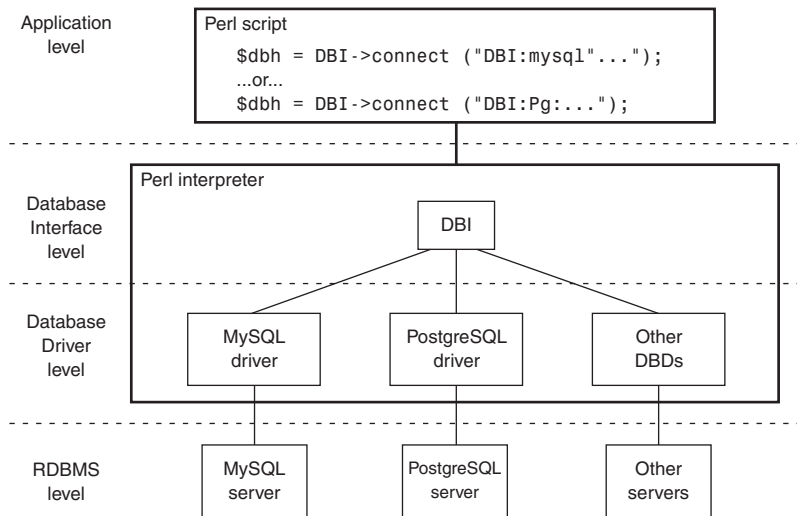 Application
level
Perl script
$dbh = DBI->connect ("DBI:mysql"...");
...or...
$dbh = DBI->connect ("DBI:Pg:...");
Perl interpreter
Database
Interface
level
DBI
Database
Driver
level
MySQL
driver
PostgreSQL
driver
Other
DBDs
RDBMS
level
MySQL
server
PostgreSQL
server
Other
servers